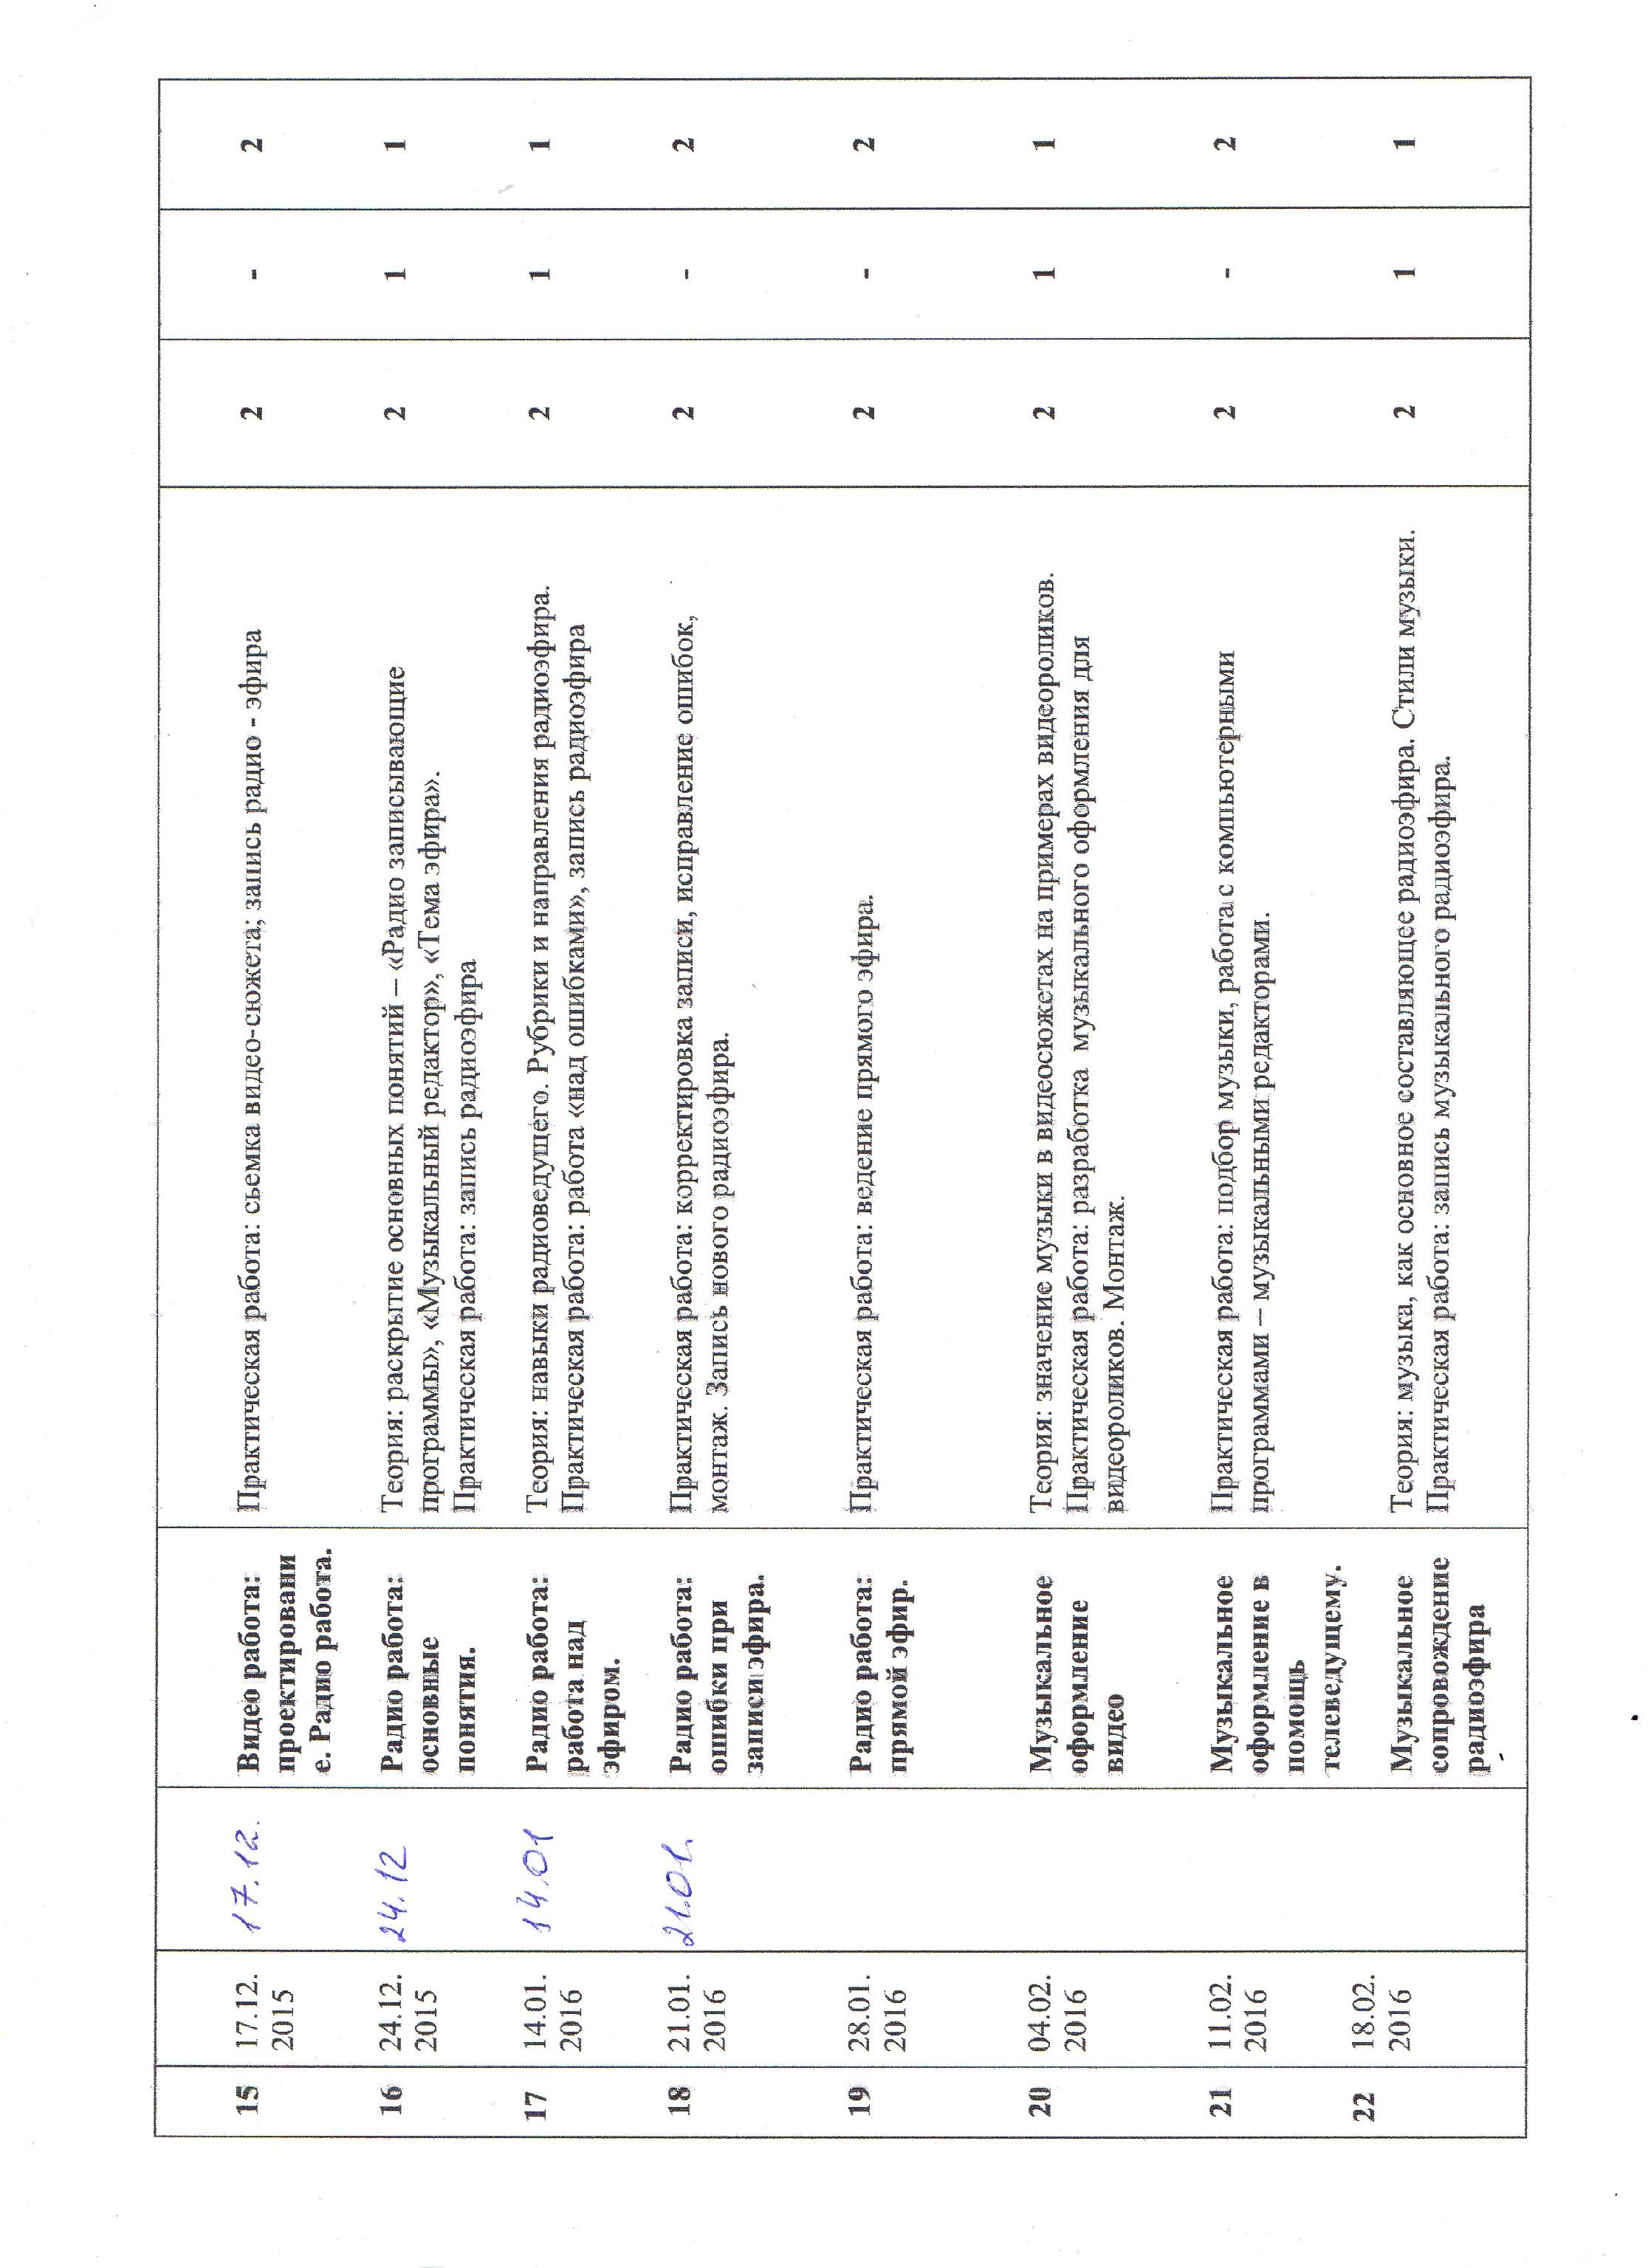 15
17.12.
2015
17.12.
Видео работа:
проектировани
е. Радио работа.
Практическая работа: сьемка видео-сюжета; запись радио - эфира
2
-
2
16
24.12.
2015
24.12
Радио работа:
основные
понятия.
Теория: раскрытие основных понятий – «Радио записывающие
программы», «Музыкальный редактор», «Тема эфира».
Практическая работа: запись радиоэфира
2
1
1
17
14.01.
2016
14.01
Радио работа:
работа над
эфиром.
Теория: навыки радиоведущего. Рубрики и направления радиоэфира.
Практическая работа: работа «над ошибками», запись радиоэфира
2
1
1
18
21.01.
2016
21.01.
Радио работа:
ошибки при
записи эфира.
Практическая работа: корректировка записи, исправление ошибок,
монтаж. Запись нового радиоэфира.
2
-
2
19
28.01.
2016
Радио работа:
прямой эфир.
Практическая работа: ведение прямого эфира.
2
-
2
20
04.02.
2016
Музыкальное
оформление
видео
Теория: значение музыки в видеосюжетах на примерах видеороликов.
Практическая работа: разработка музыкального оформления для
видеороликов. Монтаж.
2
1
1
21
11.02.
2016
Музыкальное
оформление в
помощь
телеведущему.
Практическая работа: подбор музыки, работа с компьютерными
программами – музыкальными редакторами.
2
-
2
22
18.02.
2016
Музыкальное
сопровождение
радиоэфира
Теория: музыка, как основное составляющее радиоэфира. Стили музыки.
Практическая работа: запись музыкального радиоэфира.
2
1
1